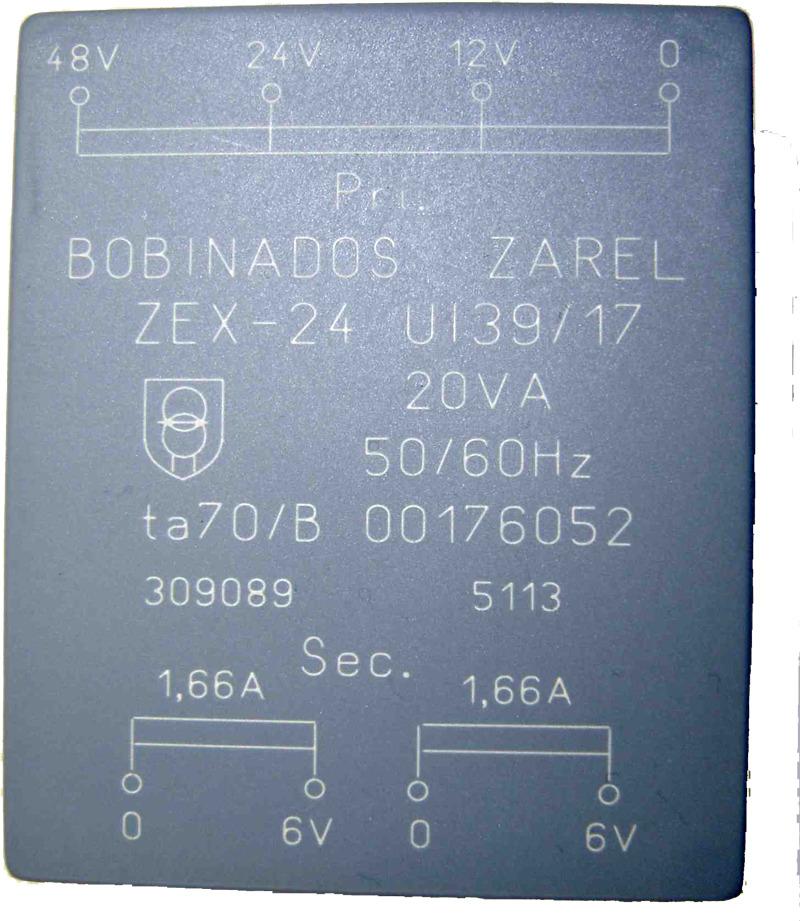 48V 24V 12V 0
Pri.
BOBINADOS ZAREL
ZEX-24 UI39/17
20VA
50/60Hz
ta70/B 00176052
309089 5113
Sec.
1,66A 1,66A
0 6V 0 6V